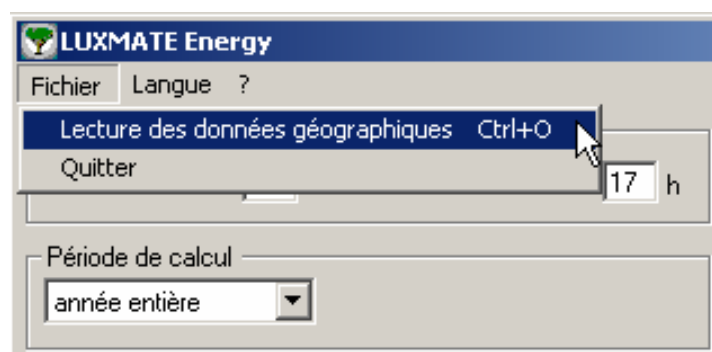 LUXMATE Energy
Fichier Langue ?
Lecture des données géographiques Ctrl+O
Quitter
17 h
Période de calcul
année entière